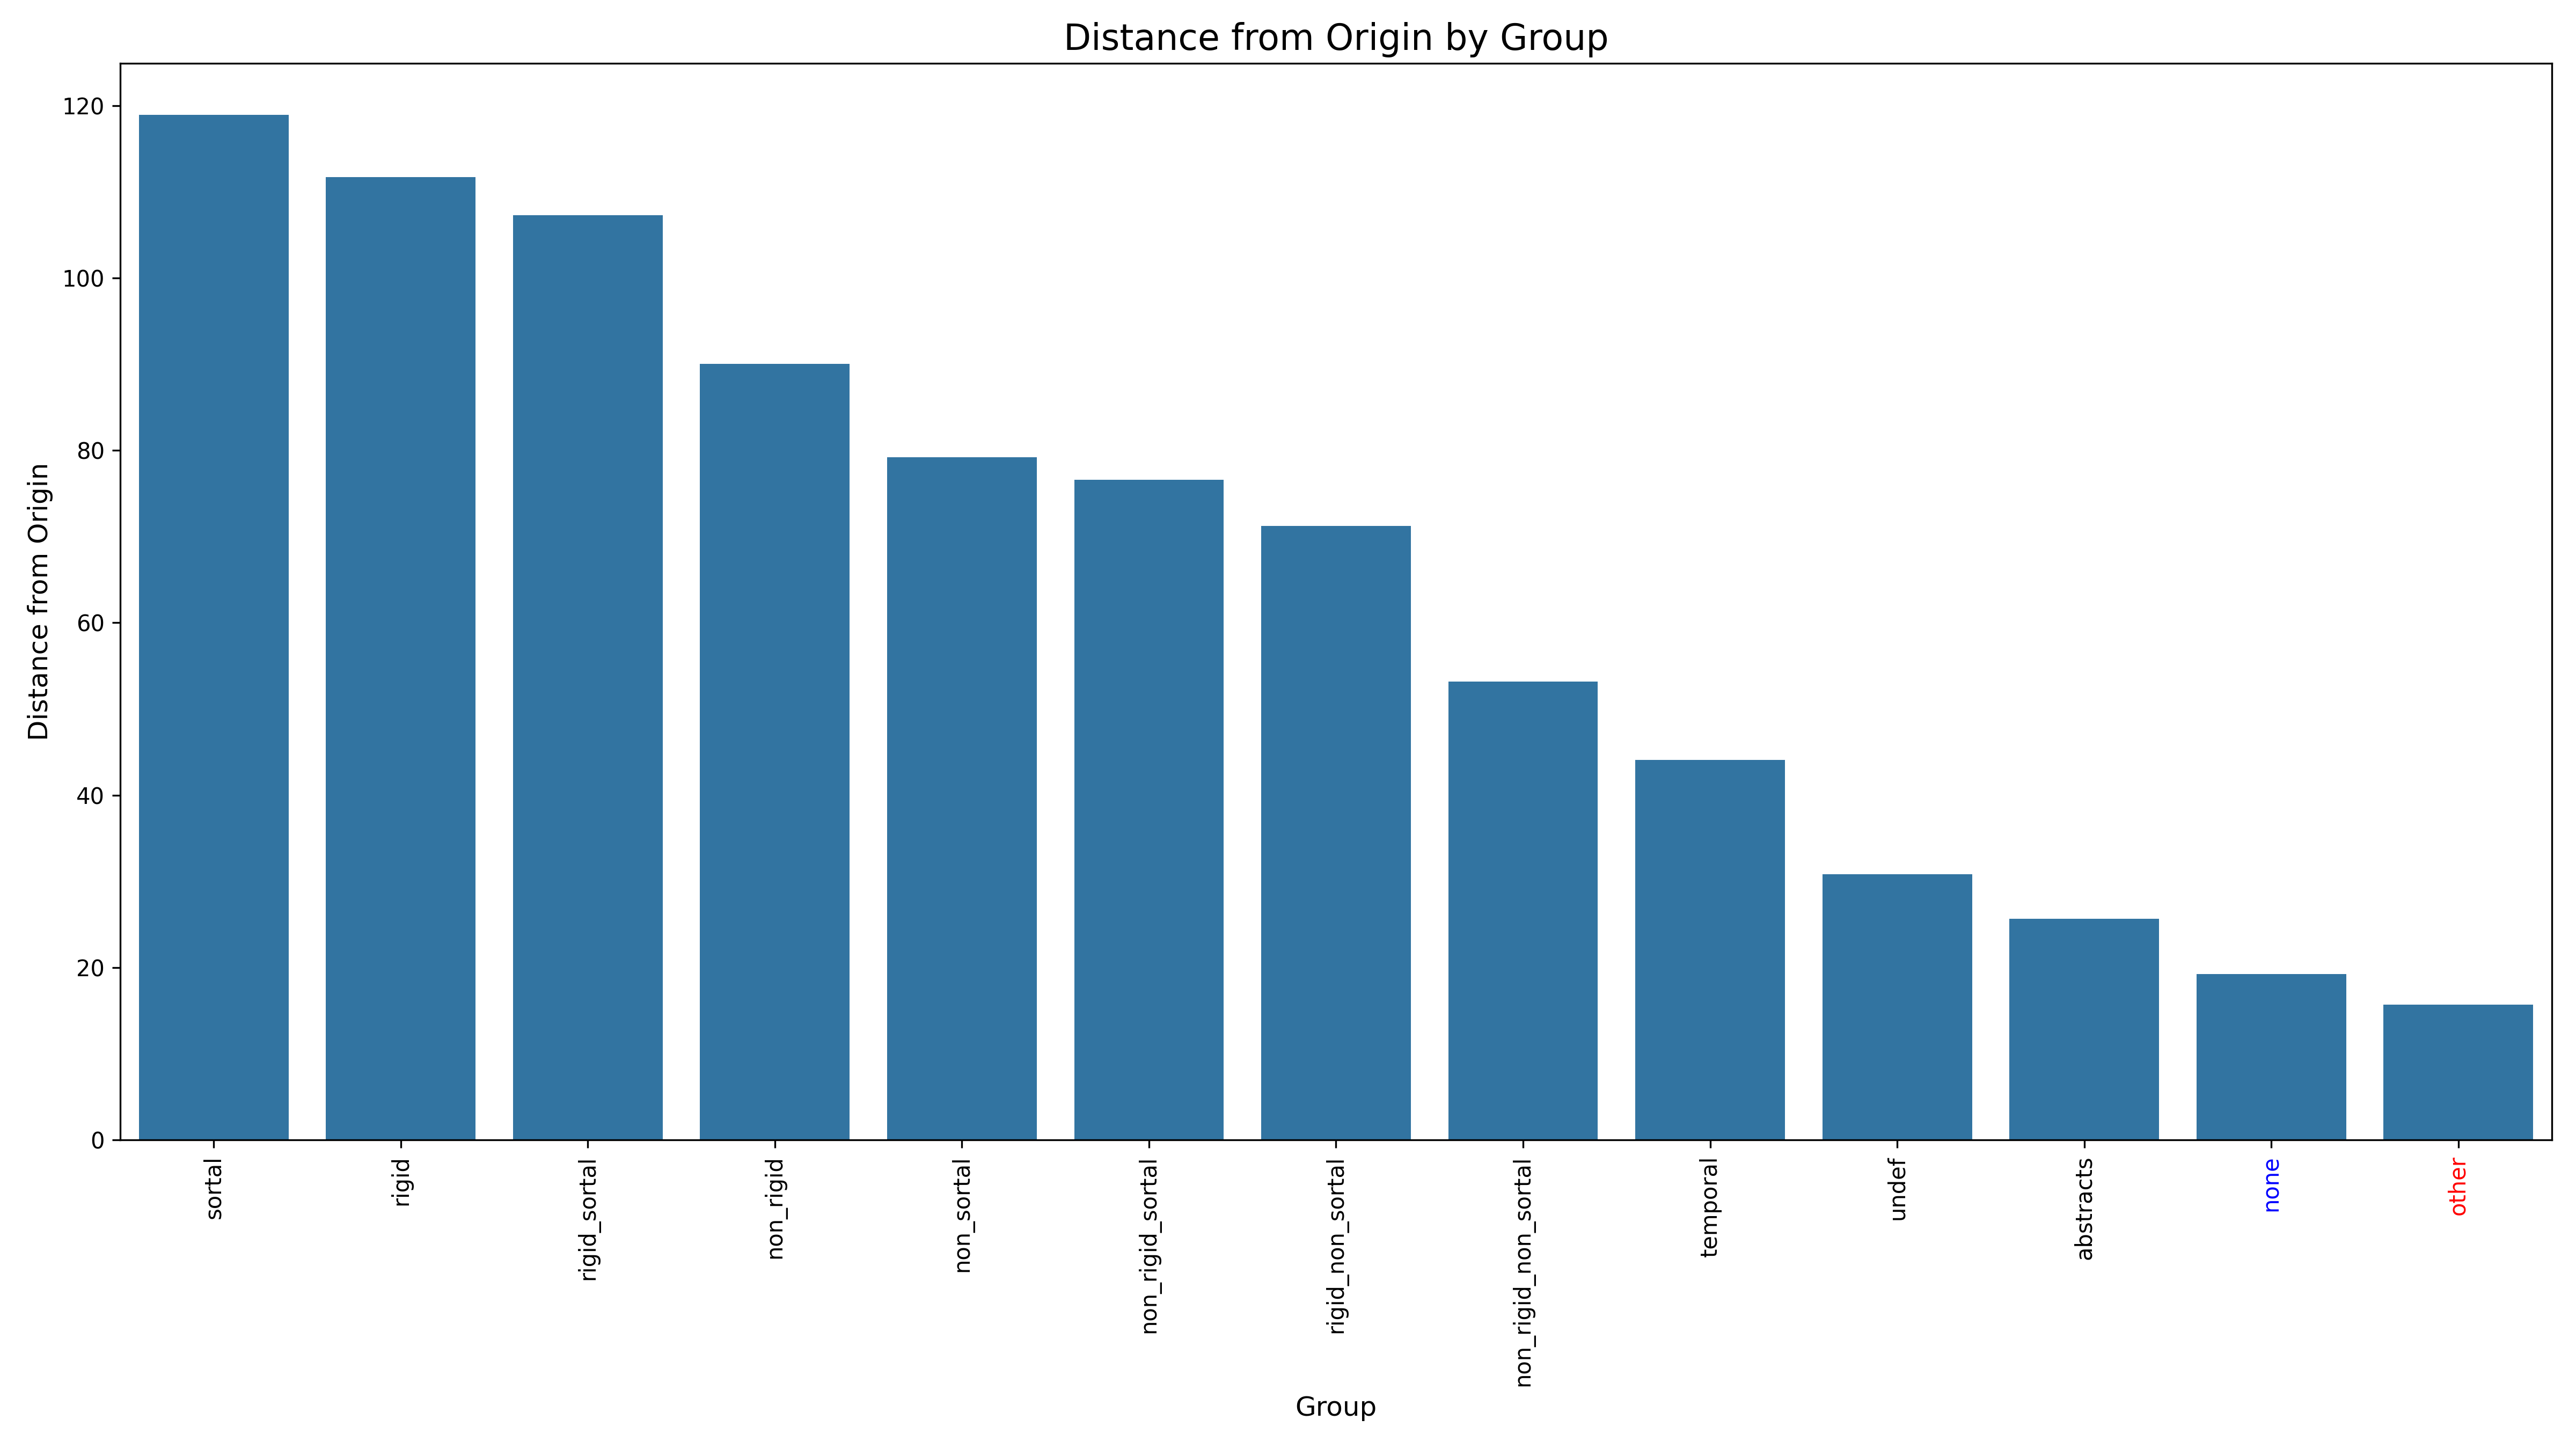 Distance from Origin by Group
Distance from Origin
120
100
80
60
40
20
0
sortal
rigid
rigid_sortal
non_rigid
non_sortal
non_rigid_sortal
rigid_non_sortal
non_rigid_non_sortal
temporal
undef
abstracts
none
other
Group